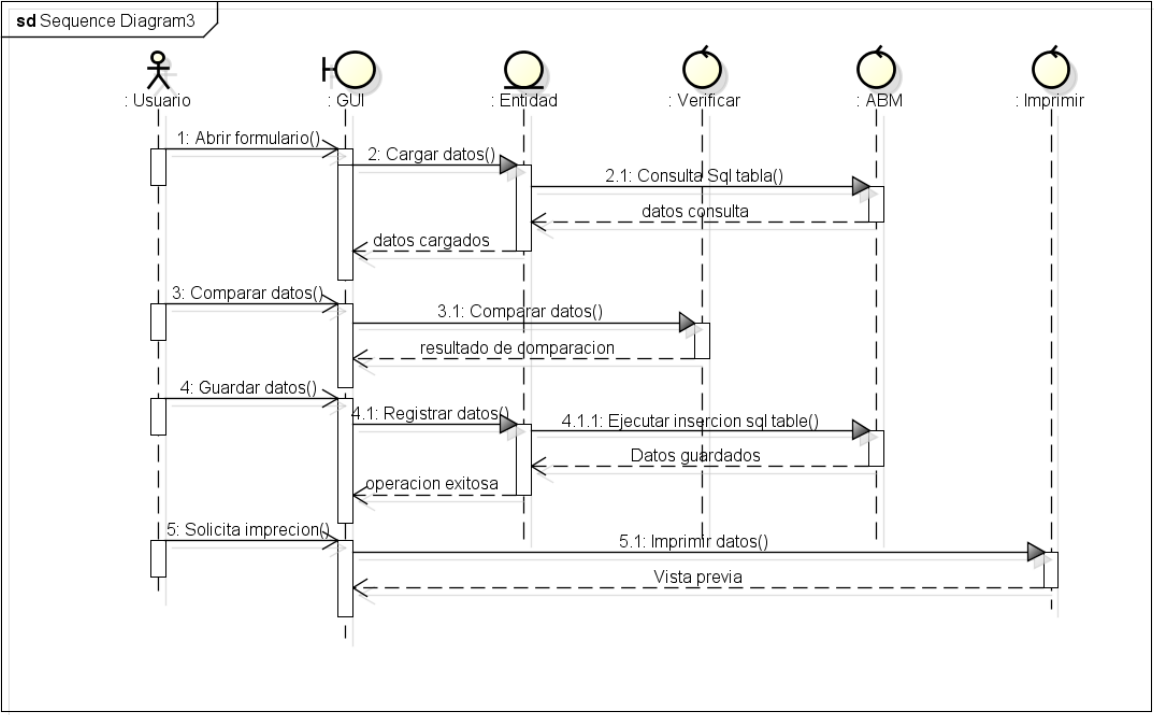 sd Sequence Diagram3
: Usuario
: GUI
: Entidad
: Verificar
: ABM
: Imprimir
1: Abrir formulario()
2: Cargar datos()
2.1: Consulta Sql tabla()
datos consulta
datos cargados
3: Comparar datos()
3.1: Comparar datos()
resultado de comparacion
4: Guardar datos()
4.1: Registrar datos()
4.1.1: Ejecutar insercion sql table()
Datos guardados
operacion exitosa
5: Solicita imprecion()
5.1: Imprimir datos()
Vista previa